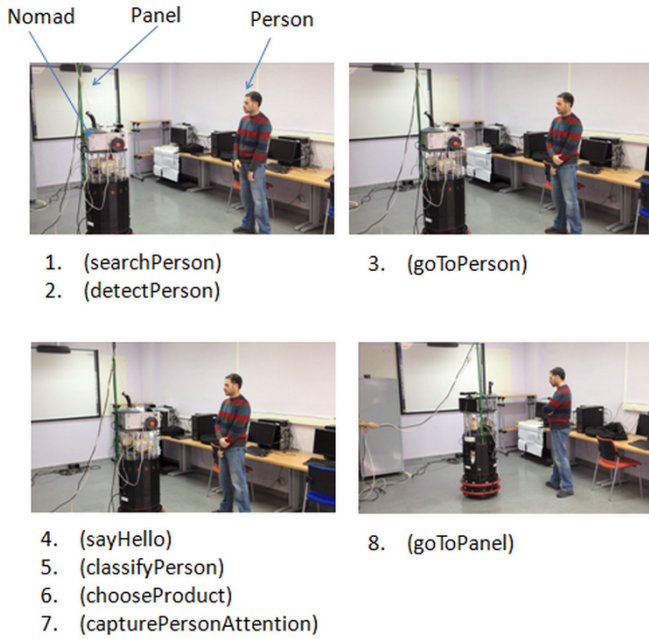 Nomad Panel Person
1. (searchPerson)
2. (detectPerson)
3. (goToPerson)
4. (sayHello)
5. (classifyPerson)
6. (chooseProduct)
7. (capturePersonAttention)
8. (goToPanel)